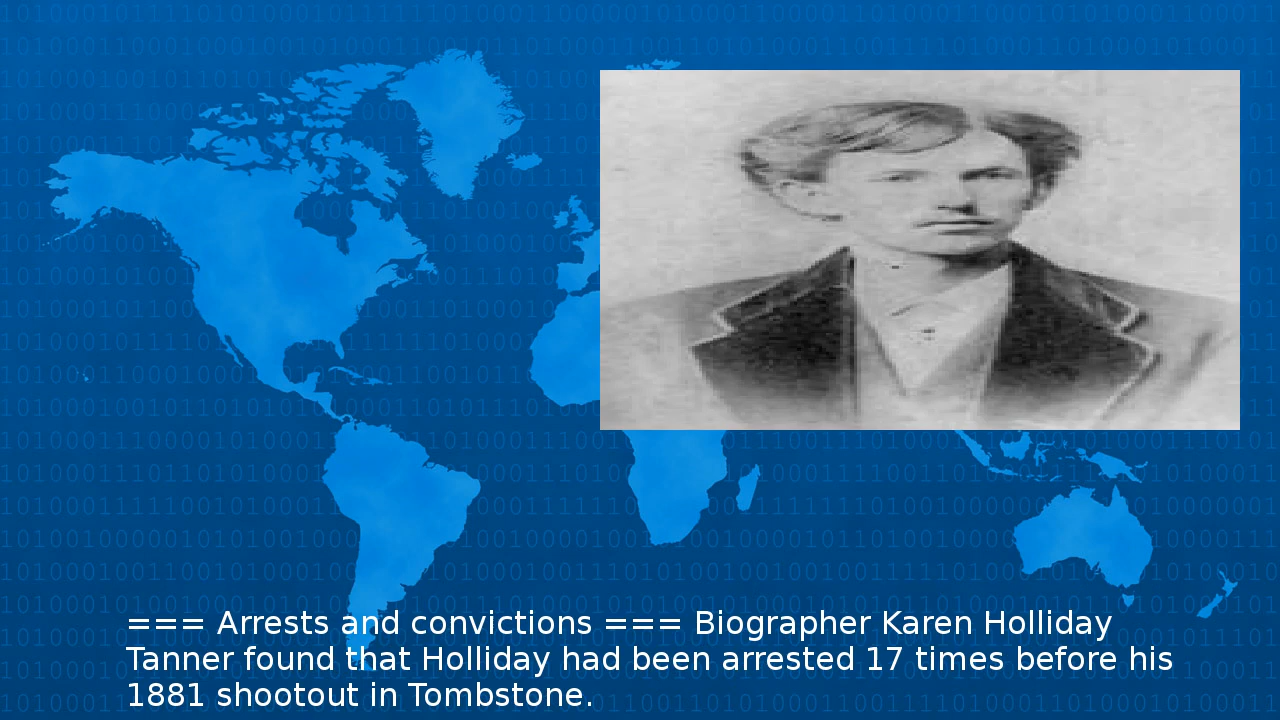 === Arrests and convictions === Biographer Karen Holliday
Tanner found that Holliday had been arrested 17 times before his
1881 shootout in Tombstone.